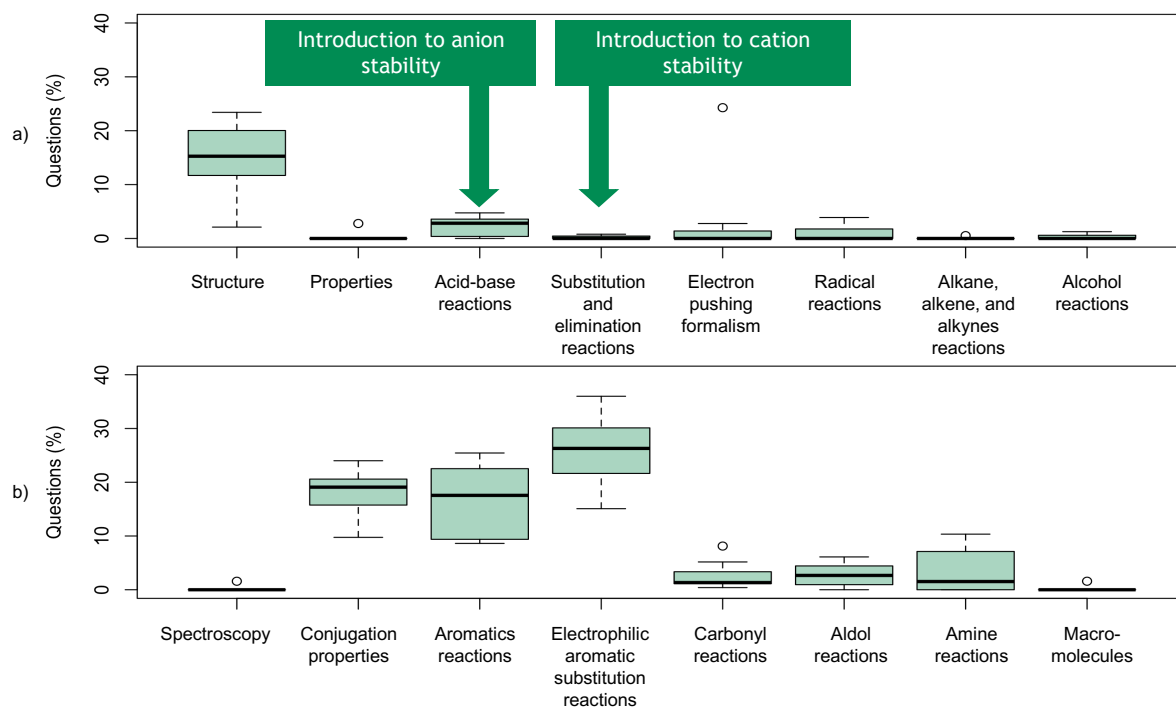 Introduction to anion
stability
Introduction to cation
stability
a)
Questions (%)
40
30
20
10
0
Structure
Properties
Acid-base
reactions
Substitution
and
elimination
reactions
Electron
pushing
formalism
Radical
reactions
Alkane,
alkene, and
alkynes
reactions
Alcohol
reactions
b)
Questions (%)
40
30
20
10
0
Spectroscopy
Conjugation
properties
Aromatics
reactions
Electrophilic
aromatic
substitution
reactions
Carbonyl
reactions
Aldol
reactions
Amine
reactions
Macro-
molecules